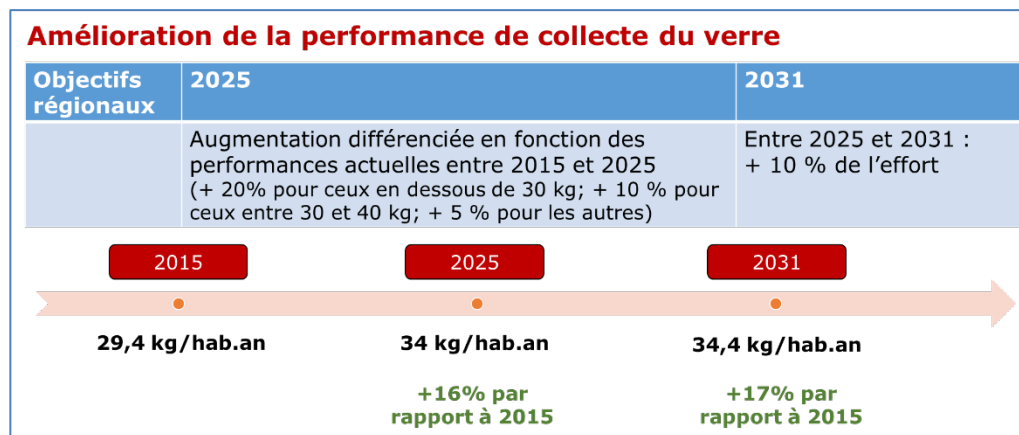 Amélioration de la performance de collecte du verre
Objectifs
régionaux
2025
2031
Augmentation différenciée en fonction des
performances actuelles entre 2015 et 2025
(+ 20% pour ceux en dessous de 30 kg; + 10 % pour
ceux entre 30 et 40 kg; + 5 % pour les autres)
Entre 2025 et 2031 :
+ 10 % de l’effort
2015
2025
2031
29,4 kg/hab.an
34 kg/hab.an
34,4 kg/hab.an
+16% par
rapport à 2015
+17% par
rapport à 2015